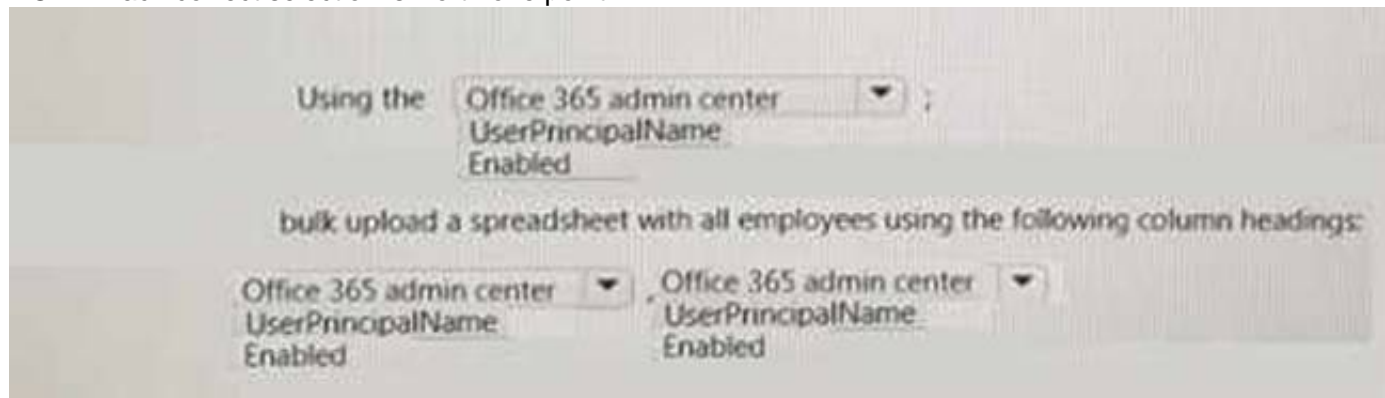 Using the Office 365 admin center ;
UserPrincipalName
Enabled
bulk upload a spreadsheet with all employees using the following column headings:
Office 365 admin center , Office 365 admin center
UserPrincipalName UserPrincipalName
Enabled Enabled